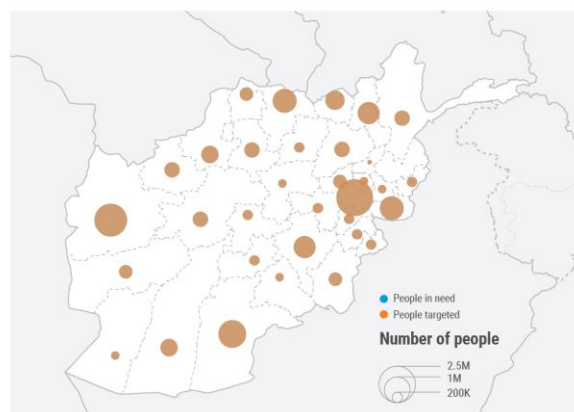 People in need
People targeted
Number of people
2.5M
1M
200K